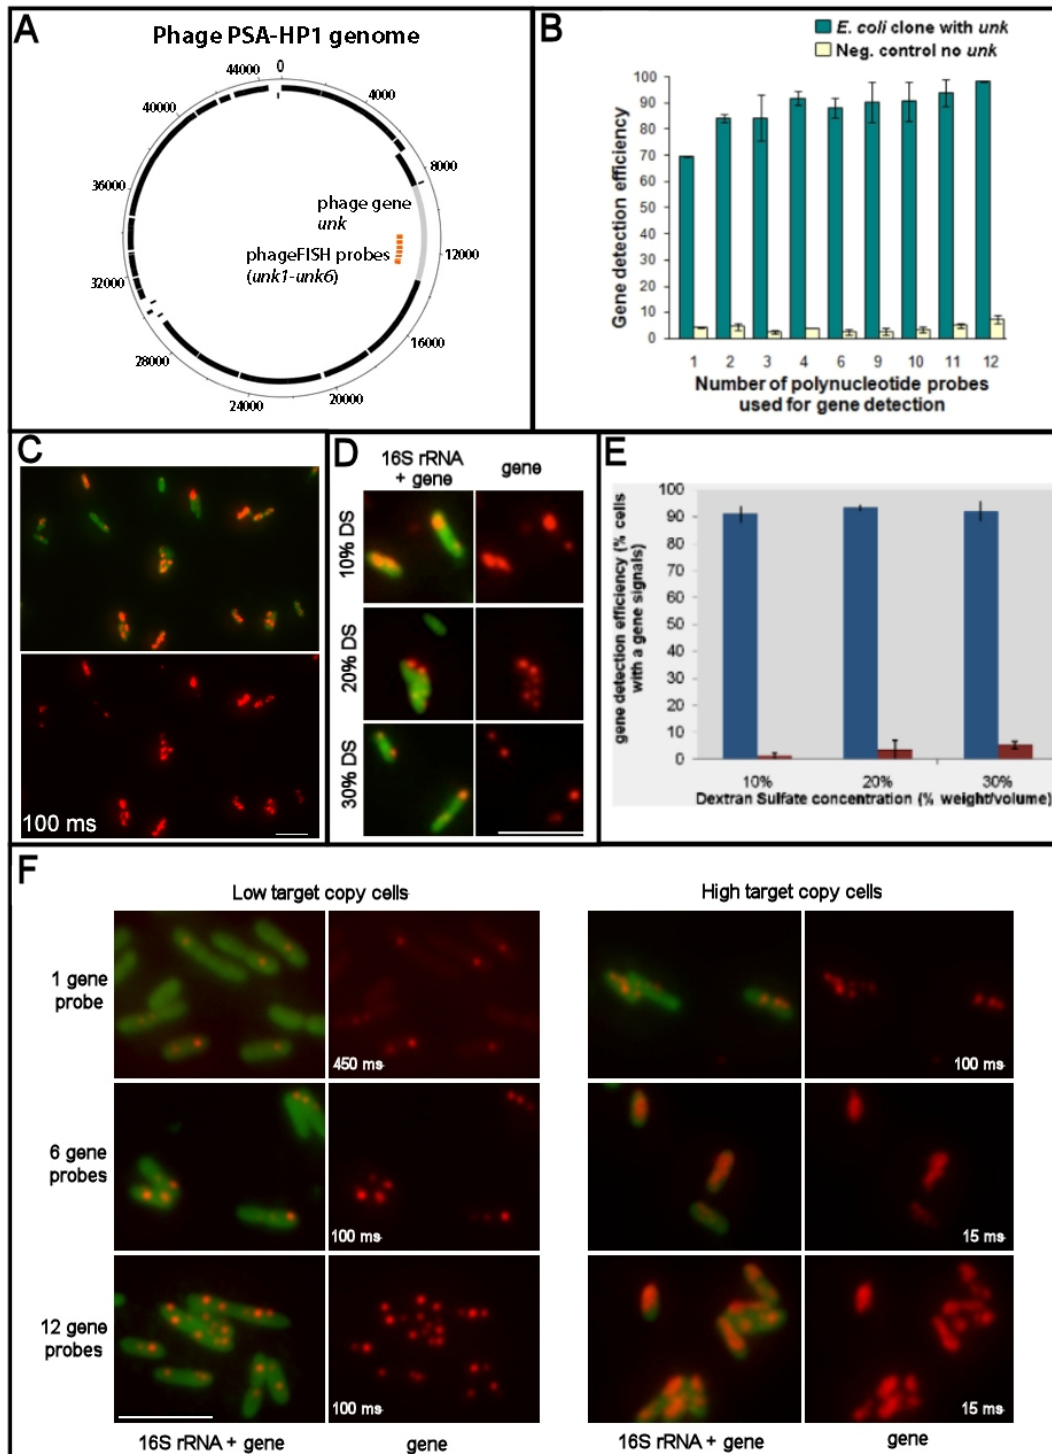 A
Phage PSA-HP1 genome
0
4000
8000
12000
16000
20000
24000
28000
32000
36000
40000
44000
phage gene
unk
phageFISH probes
(unk1-unk6)
B
E. coli clone with unk
Neg. control no unk
Gene detection efficiency
100
90
80
70
60
50
40
30
20
10
0
1 2 3 4 6 9 10 11 12
Number of polynucleotide probes
used for gene detection
C
100 ms
D
16S rRNA
+ gene
gene
10% DS
20% DS
30% DS
E
gene detection efficiency (% cells
with a gene signals)
100
90
80
70
60
50
40
30
20
10
0
10% 20% 30%
Dextran Sulfate concentration (% weight/volume)
F
Low target copy cells
High target copy cells
1 gene
probe
450 ms
100 ms
6 gene
probes
100 ms
15 ms
12 gene
probes
100 ms
15 ms
16S rRNA + gene
gene
16S rRNA + gene
gene